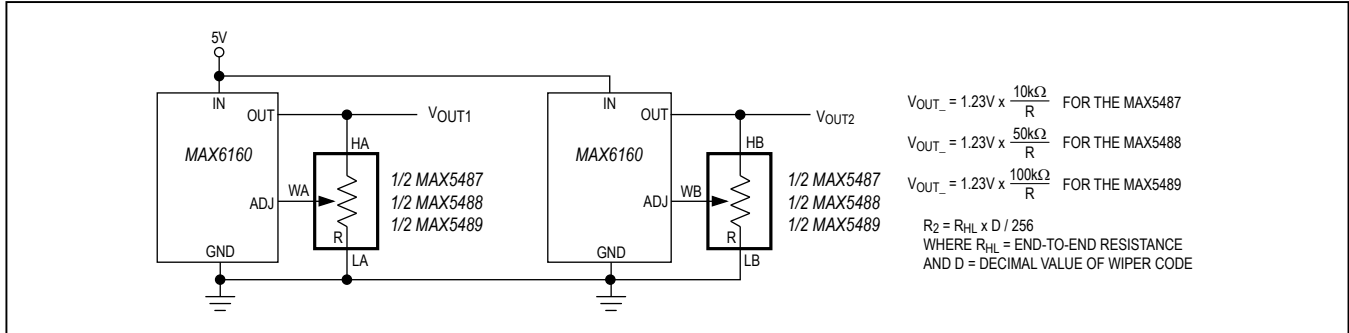 5V
IN
OUT
VOUT1
HA
MAX6160
WA
ADJ
R
LA
GND
1/2 MAX5487
1/2 MAX5488
1/2 MAX5489
IN
OUT
VOUT2
HB
MAX6160
WB
ADJ
R
LB
GND
1/2 MAX5487
1/2 MAX5488
1/2 MAX5489
VOUT_ = 1.23V x 10kΩ / R FOR THE MAX5487
VOUT_ = 1.23V x 50kΩ / R FOR THE MAX5488
VOUT_ = 1.23V x 100kΩ / R FOR THE MAX5489
R2 = RHL x D / 256
WHERE RHL = END-TO-END RESISTANCE
AND D = DECIMAL VALUE OF WIPER CODE